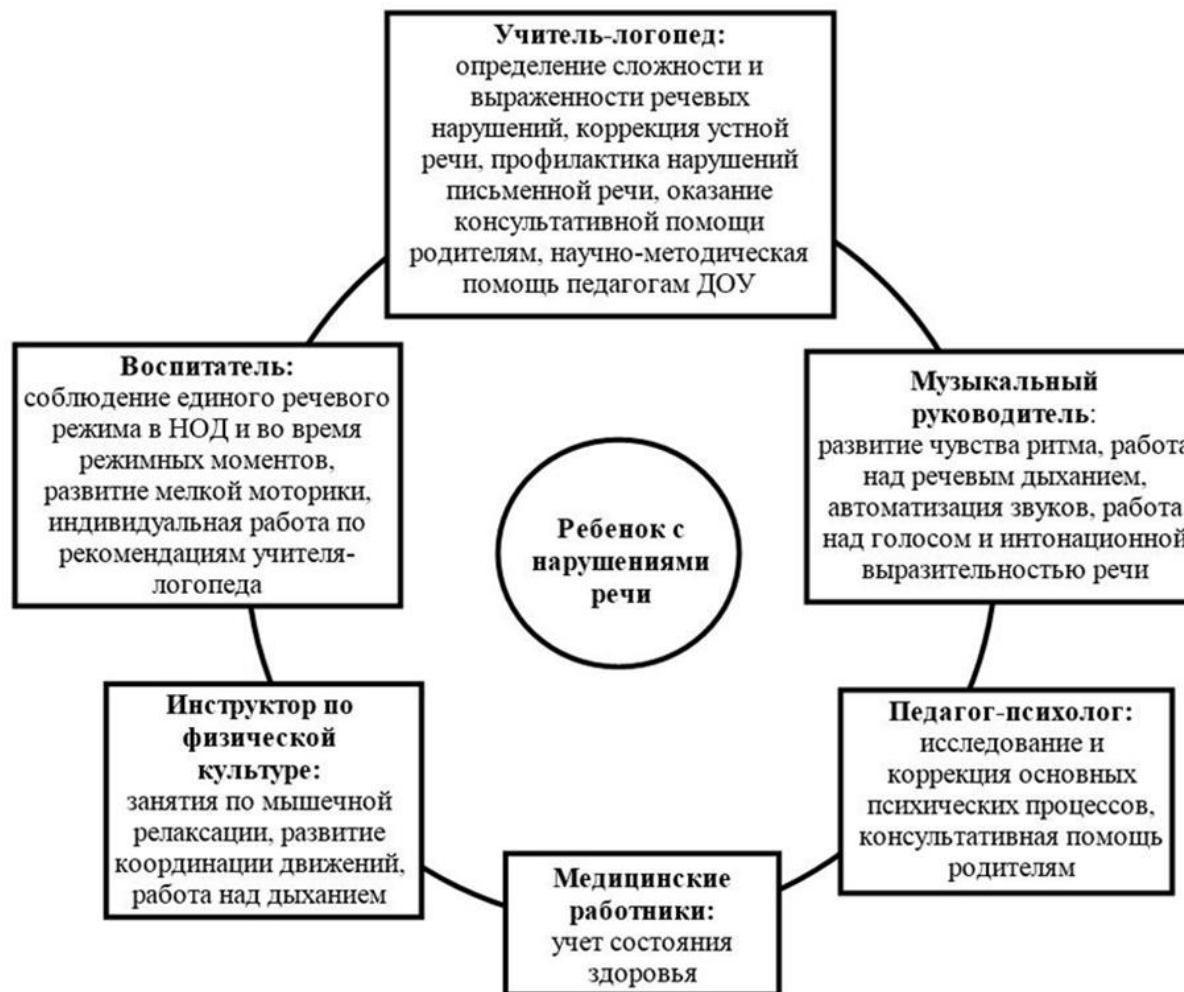 Учитель-логопед:
определение сложности и
выраженности речевых
нарушений, коррекция устной
речи, профилактика нарушений
письменной речи, оказание
консультативной помощи
родителям, научно-методическая
помощь педагогам ДОУ
Воспитатель:
соблюдение единого речевого
режима в НОД и во время
режимных моментов,
развитие мелкой моторики,
индивидуальная работа по
рекомендациям учителя-
логопеда
Музыкальный
руководитель:
развитие чувства ритма, работа
над речевым дыханием,
автоматизация звуков, работа
над голосом и интонационной
выразительностью речи
Ребенок с
нарушениями
речи
Инструктор по
физической
культуре:
занятия по мышечной
релаксации, развитие
координации движений,
работа над дыханием
Педагог-психолог:
исследование и
коррекция основных
психических процессов,
консультативная помощь
родителям
Медицинские
работники:
учет состояния
здоровья